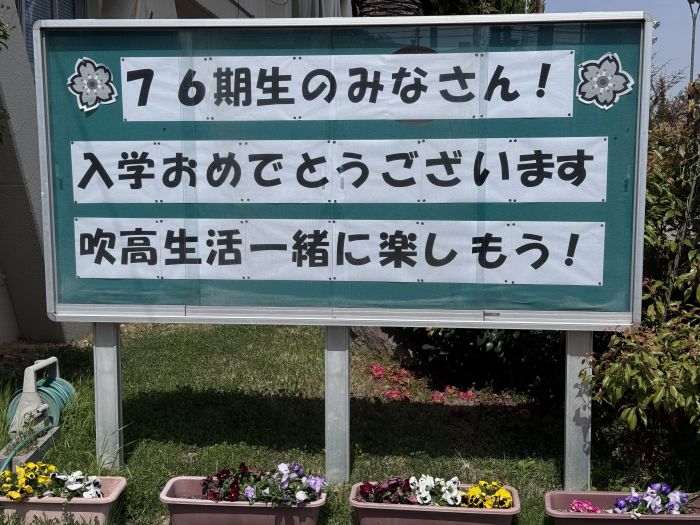 ７６期生のみなさん！
入学おめでとうございます
吹高生活一緒に楽しもう！